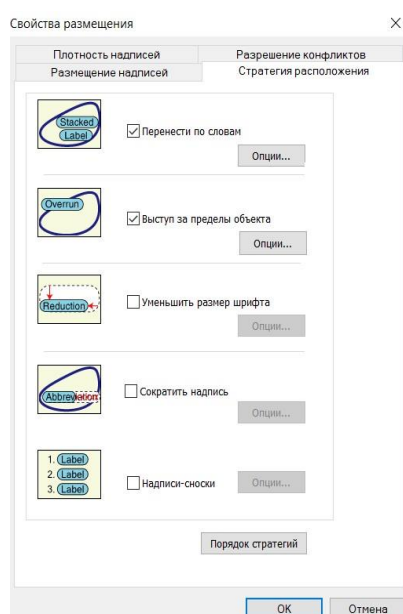 Свойства размещения
Плотность надписей
Разрешение конфликтов
Размещение надписей
Стратегия расположения
Stacked
Label
Перенести по словам
Опции...
Overrun
Выступ за пределы объекта
Опции...
Reduction
Уменьшить размер шрифта
Опции...
Abbreviation
Сократить надпись
Опции...
1. Label
2. Label
3. Label
Надписи-сноски
Опции...
Порядок стратегий
OK
Отмена